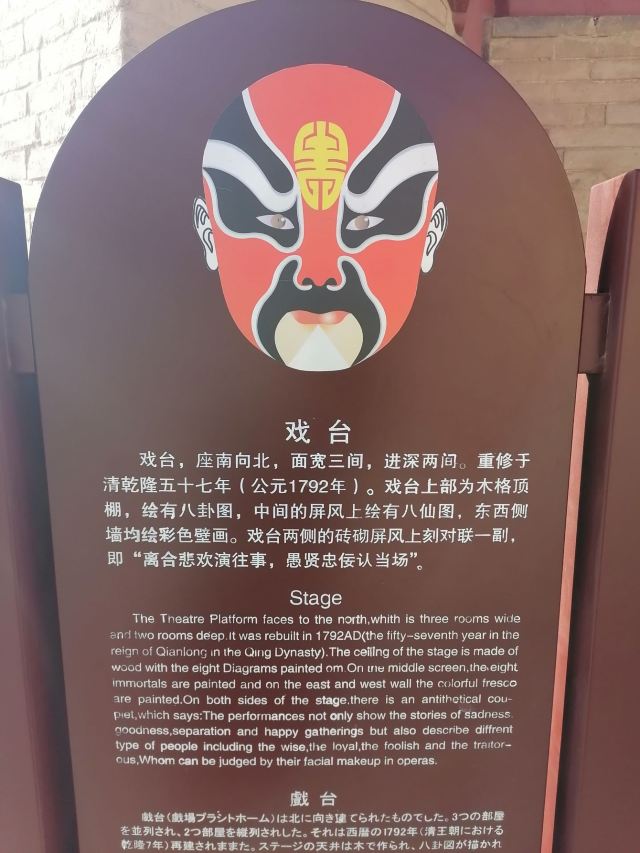 戏台
戏台，座南向北，面宽三间，进深两间。重修于
清乾隆五十七年（公元1792年）。戏台上部为木格顶
棚，绘有八卦图，中间的屏风上绘有八仙图，东西侧
墙均绘彩色壁画。戏台两侧的砖砌屏风上刻对联一副，
即“离合悲欢演往事，愚贤忠佞认当场”。
Stage
The Theatre Platform faces to the north,whith is three rooms wide
and two rooms deep.it was rebuilt in 1792AD(the fifty-seventh year in the
reign of Qianlong in the Qing Dynasty).The ceiling of the stage is made of
wood with the eight Diagrams painted om On the middle screen,the,eight
immortals are painted and on the east and west wall the colorful fresco
are painted.On both sides of the stage,there is an antithetical cou-
plet,which says:The performances not only show the stories of sadness.
goodness,separation and happy gatherings but also describe diffrent
type of people including the wise,the loyal,the foolish and the traitor-
ous,Whom can be judged by their facial makeup in operas.
戯台
戯台(戯場プラシトホーム)は北に向き建てられたものでした。3つの部屋
を並列され、2つ部屋を縦列されした。それは西暦の1792年(清王朝における
乾隆7年)再建されまました。ステージの天井は木で作られ、八卦図が描かれ